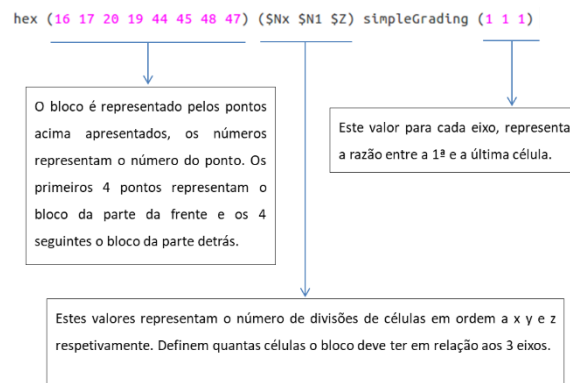 hex (16 17 20 19 44 45 48 47) ($Nx $N1 $Z) simpleGrading (1 1 1)
O bloco é representado pelos pontos
acima apresentados, os números
representam o número do ponto. Os
primeiros 4 pontos representam o
bloco da parte da frente e os 4
seguintes o bloco da parte detrás.
Este valor para cada eixo, representa
a razão entre a 1ª e a última célula.
Estes valores representam o número de divisões de células em ordem a x y e z
respetivamente. Definem quantas células o bloco deve ter em relação aos 3 eixos.